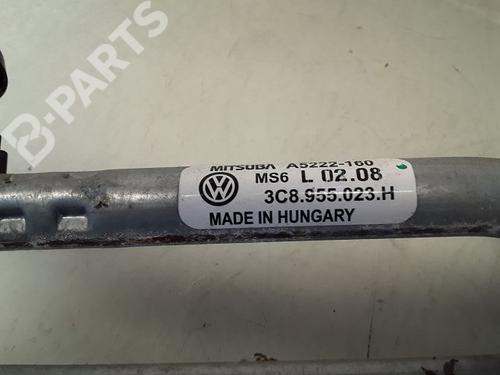 B-PARTS
MITSUBA A5222-160
MS6 L 02.08
3C8.955.023.H
MADE IN HUNGARY